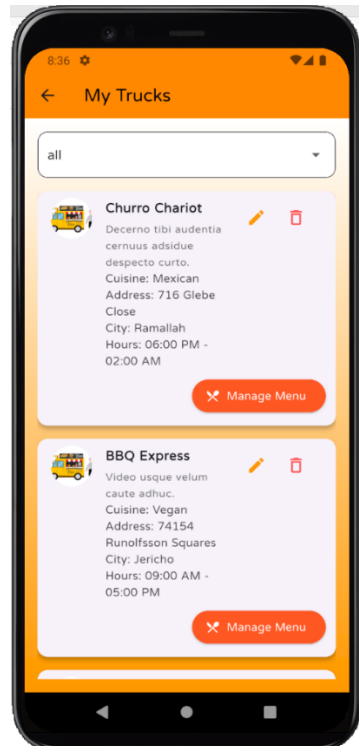 8:36
My Trucks
all
Churro Chariot
Decerno tibi audentia
cernuus adsidue
despecto curto.
Cuisine: Mexican
Address: 716 Glebe
Close
City: Ramallah
Hours: 06:00 PM -
02:00 AM
Manage Menu
BBQ Express
Video usque velum
caute adhuc.
Cuisine: Vegan
Address: 74154
Runolfsson Squares
City: Jericho
Hours: 09:00 AM -
05:00 PM
Manage Menu